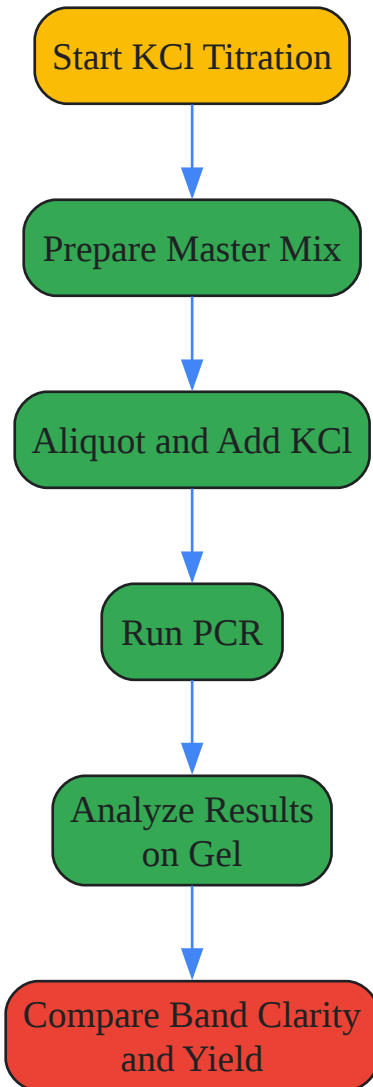 Start KCl Titration
Prepare Master Mix
Aliquot and Add KCl
Run PCR
Analyze Results
on Gel
Compare Band Clarity
and Yield